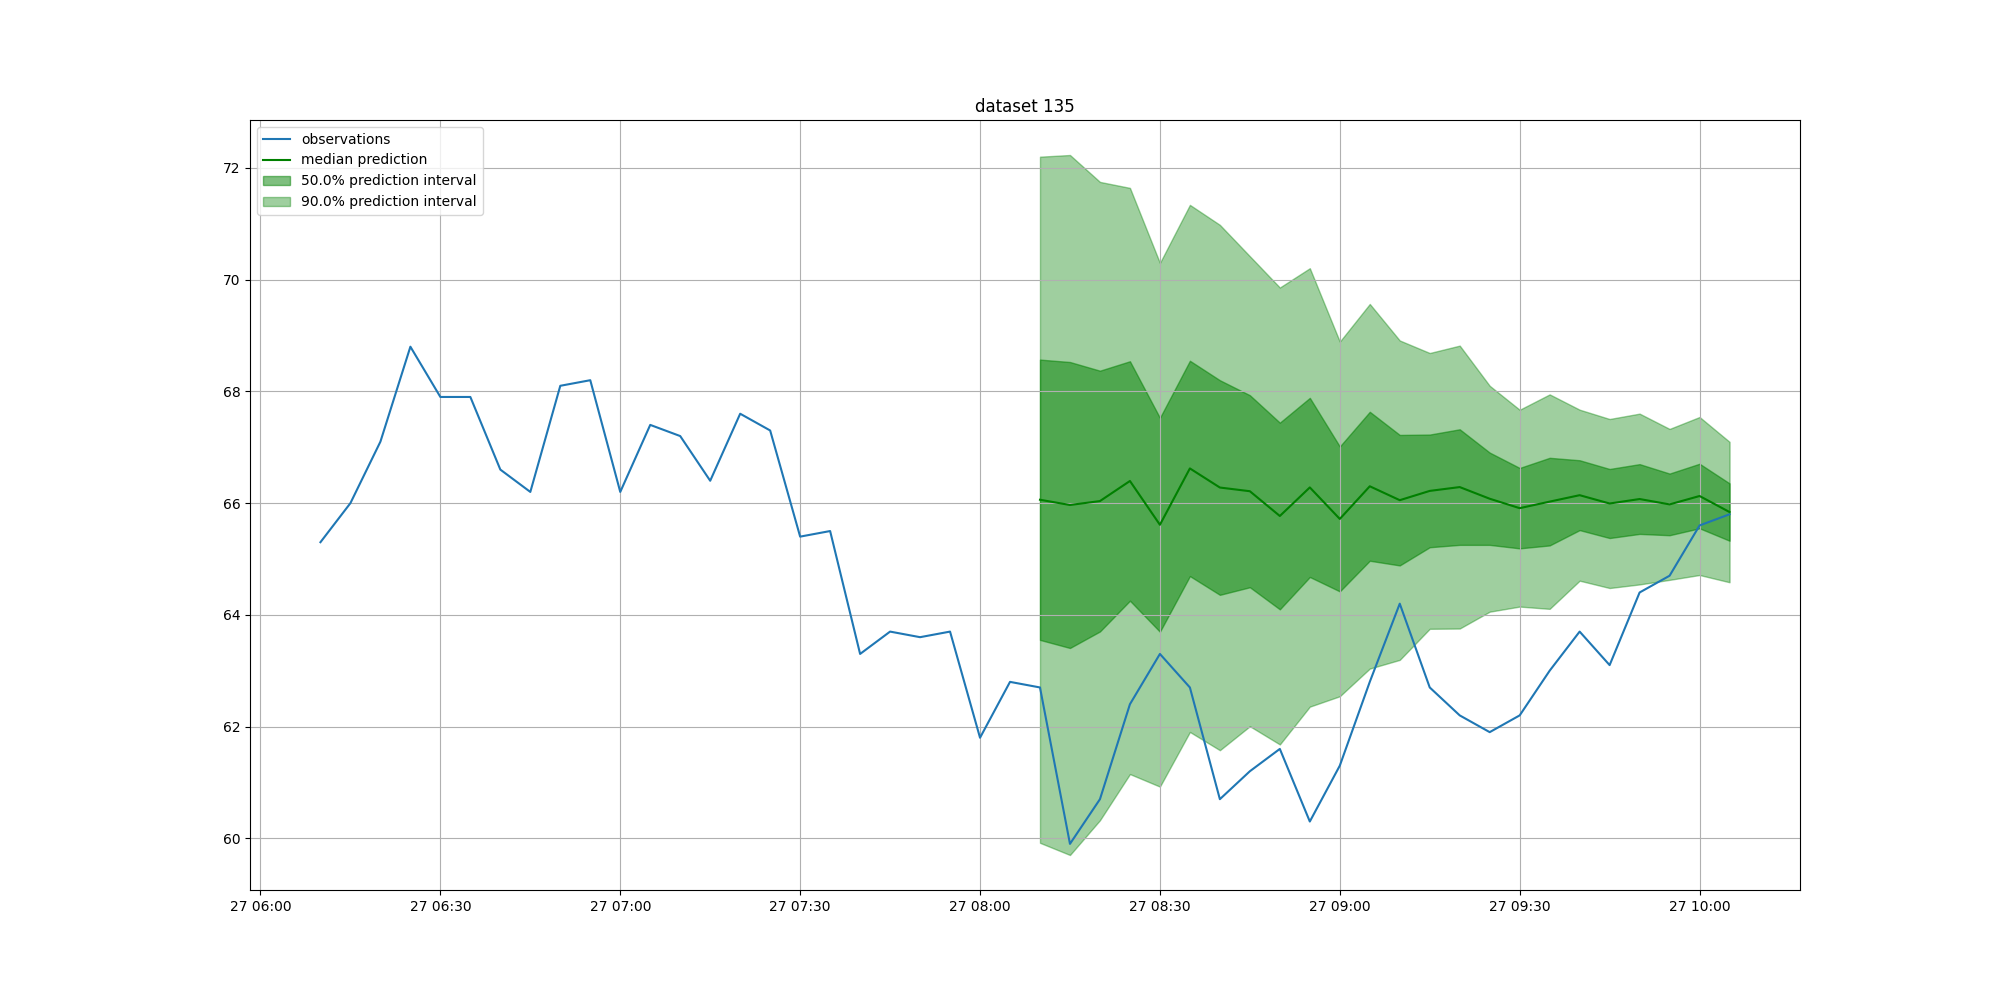 dataset 135
observations
median prediction
50.0% prediction interval
90.0% prediction interval
72
70
68
66
64
62
60
27 06:00 27 06:30 27 07:00 27 07:30 27 08:00 27 08:30 27 09:00 27 09:30 27 10:00